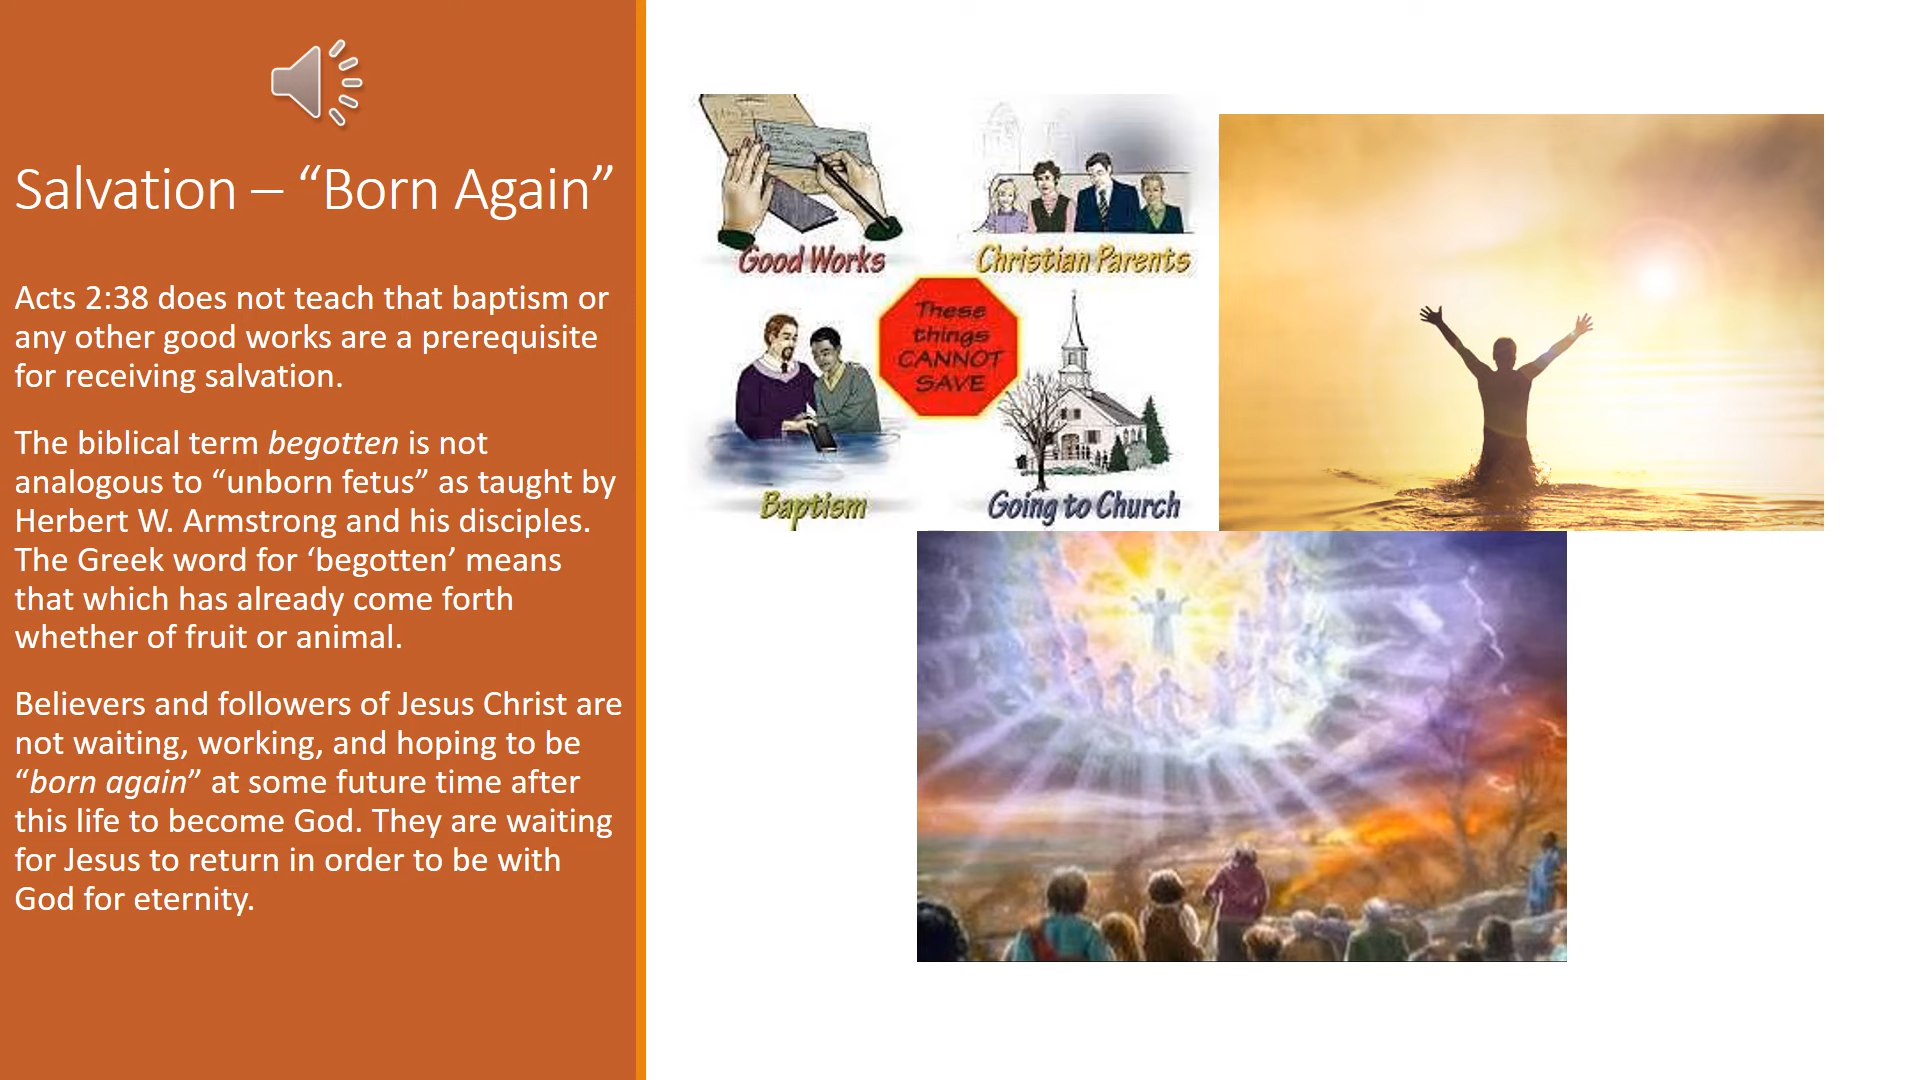 Salvation – “Born Again”
Acts 2:38 does not teach that baptism or
any other good works are a prerequisite
for receiving salvation.
The biblical term begotten is not
analogous to “unborn fetus” as taught by
Herbert W. Armstrong and his disciples.
The Greek word for ‘begotten’ means
that which has already come forth
whether of fruit or animal.
Believers and followers of Jesus Christ are
not waiting, working, and hoping to be
“born again” at some future time after
this life to become God. They are waiting
for Jesus to return in order to be with
God for eternity.
Good Works
Christian Parents
These
things
CANNOT
SAVE
Baptism
Going to Church